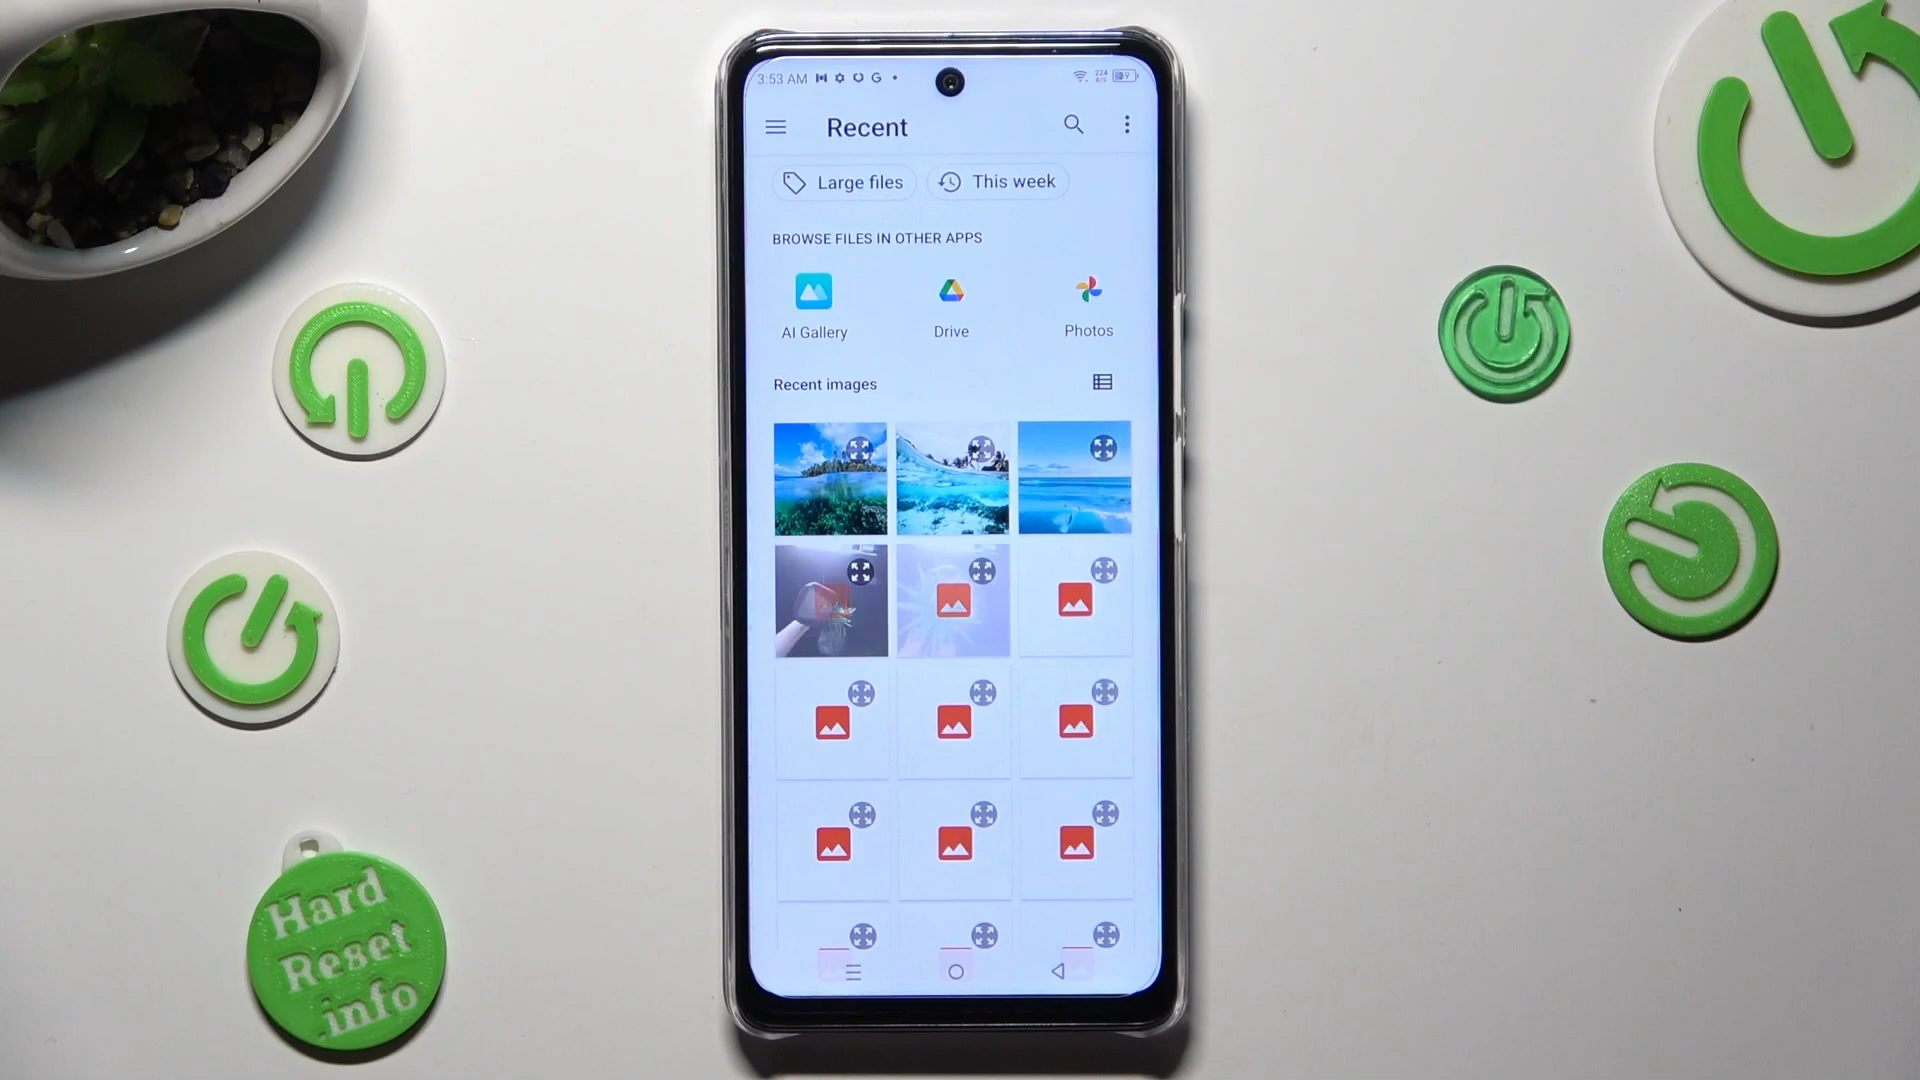 3:53 AM
Recent
Large files
This week
BROWSE FILES IN OTHER APPS
AI Gallery
Drive
Photos
Recent images
Hard
Reset
.info